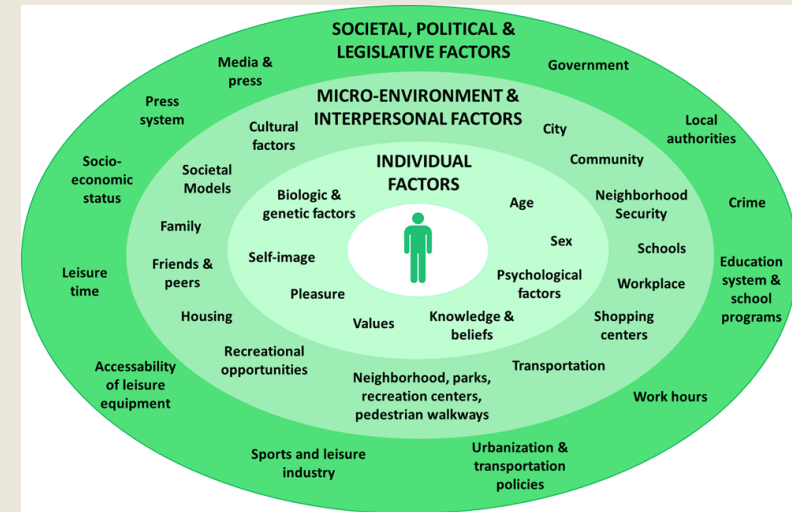 SOCIETAL, POLITICAL &
LEGISLATIVE FACTORS
Media &
press
Government
Press
system
Local
authorities
Socio-
economic
status
Crime
Leisure
time
Education
system &
school
programs
Accessability
of leisure
equipment
Work hours
Sports and leisure
industry
Urbanization &
transportation
policies
MICRO-ENVIRONMENT &
INTERPERSONAL FACTORS
Cultural
factors
City
Societal
Models
Community
Family
Neighborhood
Security
Friends &
peers
Schools
Workplace
Housing
Shopping
centers
Recreational
opportunities
Transportation
Neighborhood, parks,
recreation centers,
pedestrian walkways
INDIVIDUAL
FACTORS
Biologic &
genetic factors
Age
Self-image
Sex
Pleasure
Psychological
factors
Values
Knowledge &
beliefs